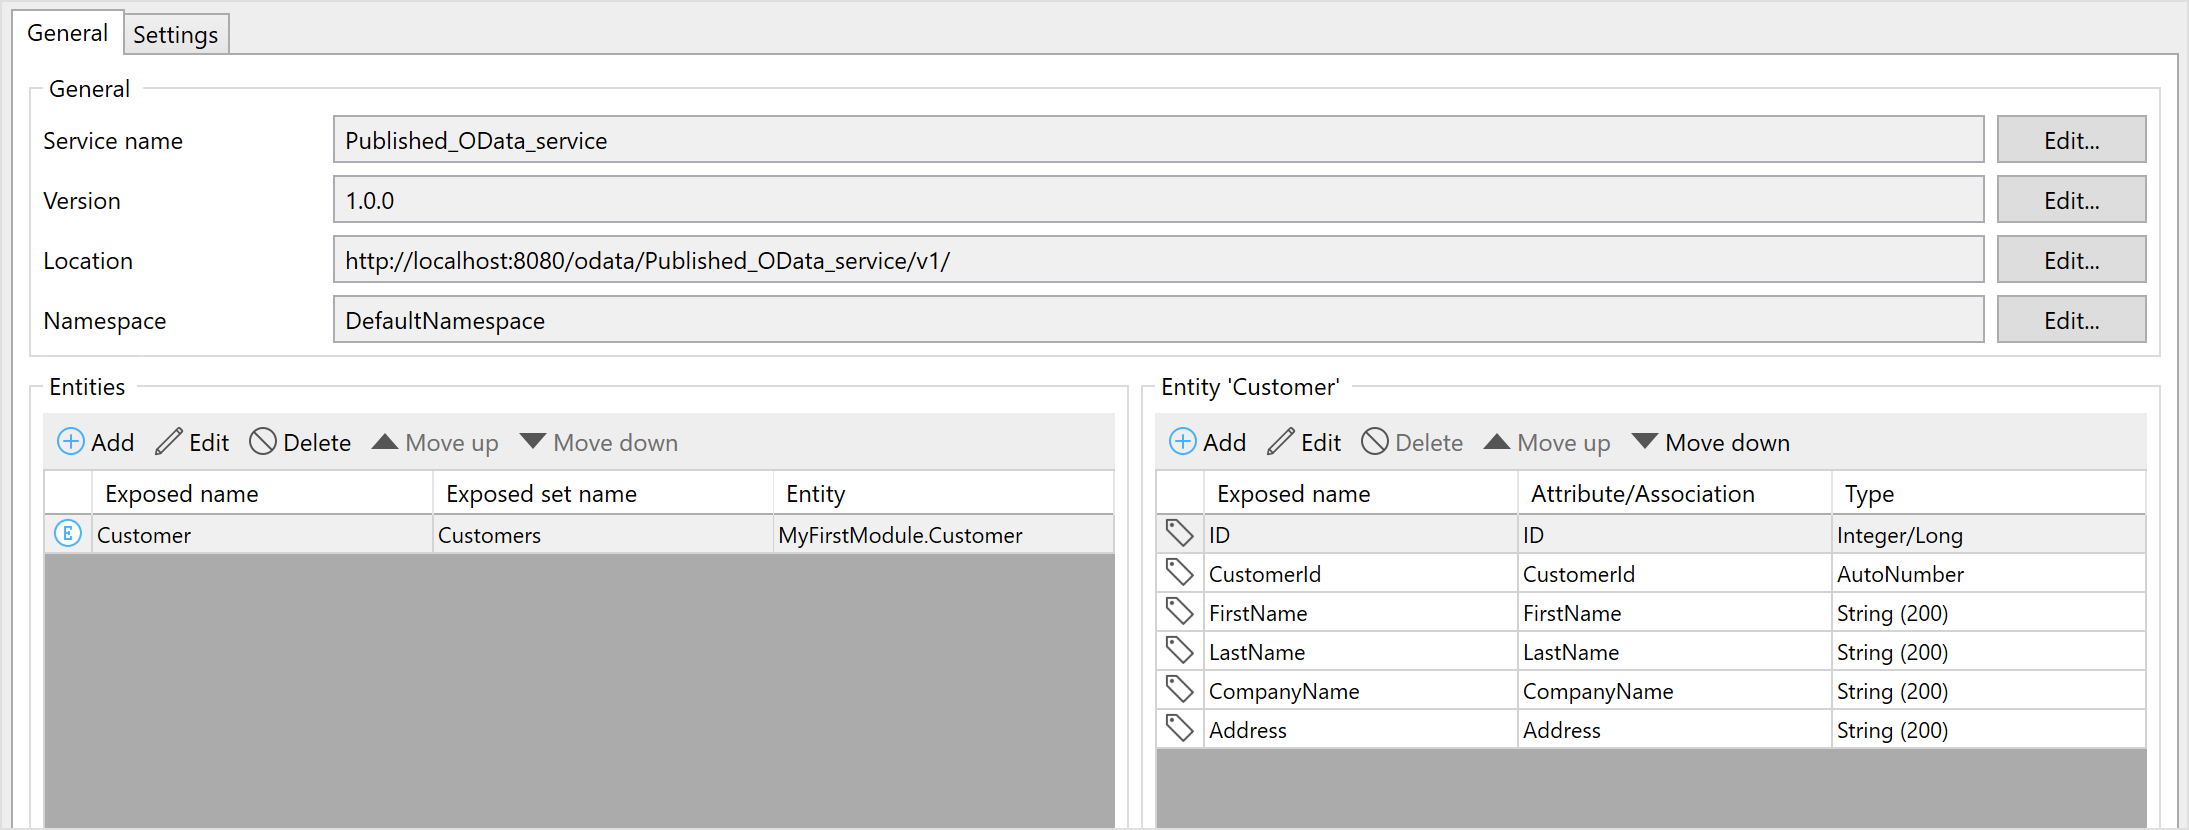 General Settings
General
Service name Published_OData_service Edit...
Version 1.0.0 Edit...
Location http://localhost:8080/odata/Published_OData_service/v1/ Edit...
Namespace DefaultNamespace Edit...
Entities
Add Edit Delete Move up Move down
Exposed name Exposed set name Entity
E Customer Customers MyFirstModule.Customer
Entity 'Customer'
Add Edit Delete Move up Move down
Exposed name Attribute/Association Type
ID ID Integer/Long
CustomerId CustomerId AutoNumber
FirstName FirstName String (200)
LastName LastName String (200)
CompanyName CompanyName String (200)
Address Address String (200)